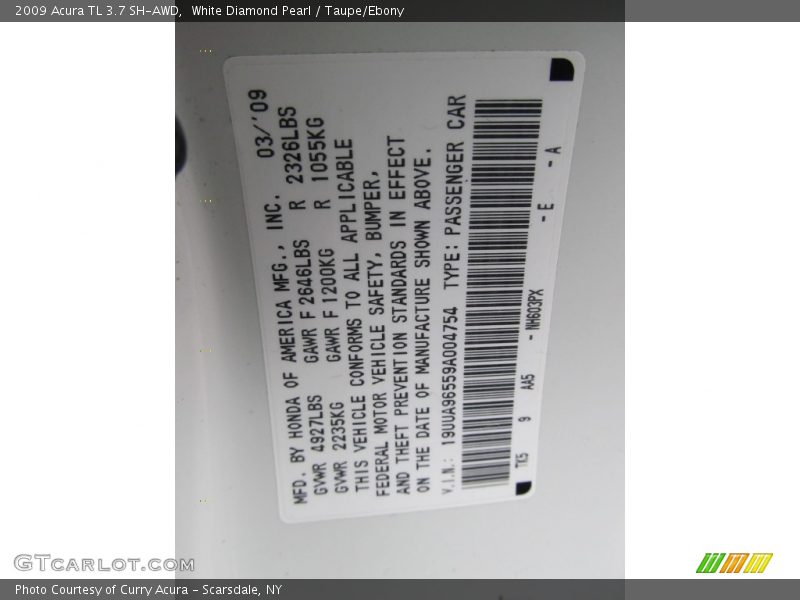 2009 Acura TL 3.7 SH-AWD,  White Diamond Pearl / Taupe/Ebony
MFD. BY HONDA OF AMERICA MFG., INC. 03/'09
GVWR 4927LBS GAWR F 2646LBS R 2326LBS
GVWR 2235KG GAWR F 1200KG R 1055KG
THIS VEHICLE CONFORMS TO ALL APPLICABLE
FEDERAL MOTOR VEHICLE SAFETY, BUMPER,
AND THEFT PREVENTION STANDARDS IN EFFECT
ON THE DATE OF MANUFACTURE SHOWN ABOVE.
V.I.N.: 19UUA96559A004754 TYPE: PASSENGER CAR
TK5 9 AA5 - NH603PX - E - A
GTCARLOT.COM
Photo Courtesy of Curry Acura - Scarsdale, NY